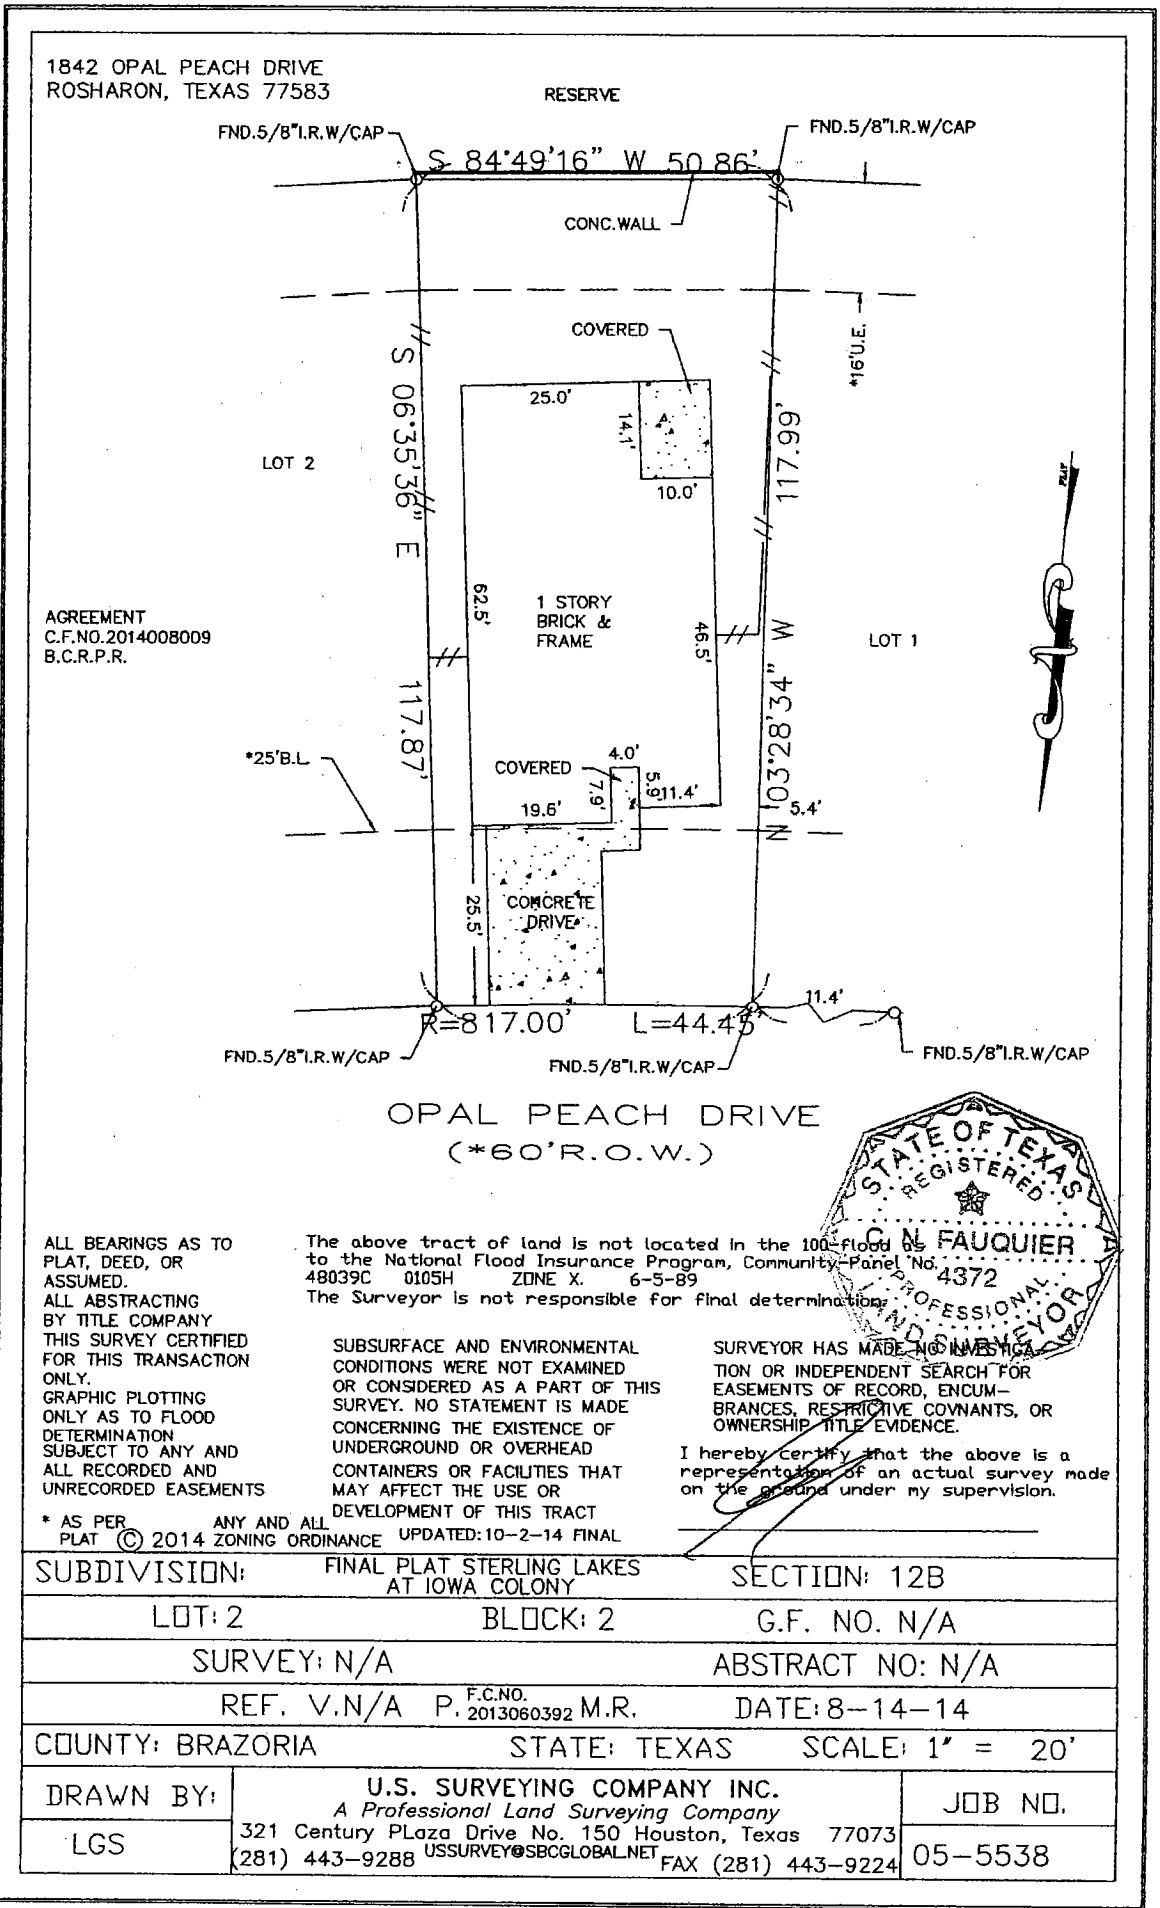 1842 OPAL PEACH DRIVE
ROSHARON, TEXAS 77583
RESERVE
FND.5/8"I.R.W/CAP
FND.5/8"I.R.W/CAP
S 84°49'16" W 50.86'
CONC.WALL
COVERED
*16'U.E.
25.0'
14.1'
10.0'
S 06°35'36" E 117.87'
N 03°28'34" W 117.99'
LOT 2
LOT 1
62.5'
1 STORY
BRICK &
FRAME
46.5'
AGREEMENT
C.F.NO.2014008009
B.C.R.P.R.
*25'B.L.
COVERED
4.0'
7.9'
5.9'
11.4'
19.6'
5.4'
25.5'
CONCRETE
DRIVE
11.4'
R=817.00' L=44.45'
FND.5/8"I.R.W/CAP
FND.5/8"I.R.W/CAP
FND.5/8"I.R.W/CAP
OPAL PEACH DRIVE
(*60'R.O.W.)
STATE OF TEXAS
REGISTERED
C. N. FAUQUIER
4372
PROFESSIONAL
LAND SURVEYOR
ALL BEARINGS AS TO
PLAT, DEED, OR
ASSUMED.
ALL ABSTRACTING
BY TITLE COMPANY
THIS SURVEY CERTIFIED
FOR THIS TRANSACTION
ONLY.
GRAPHIC PLOTTING
ONLY AS TO FLOOD
DETERMINATION
SUBJECT TO ANY AND
ALL RECORDED AND
UNRECORDED EASEMENTS
The above tract of land is not located in the 100-flood as
to the National Flood Insurance Program, Community-Panel No.
48039C 0105H ZONE X. 6-5-89
The Surveyor is not responsible for final determination.
SUBSURFACE AND ENVIRONMENTAL
CONDITIONS WERE NOT EXAMINED
OR CONSIDERED AS A PART OF THIS
SURVEY. NO STATEMENT IS MADE
CONCERNING THE EXISTENCE OF
UNDERGROUND OR OVERHEAD
CONTAINERS OR FACILITIES THAT
MAY AFFECT THE USE OR
DEVELOPMENT OF THIS TRACT
SURVEYOR HAS MADE NO INVESTIGA-
TION OR INDEPENDENT SEARCH FOR
EASEMENTS OF RECORD, ENCUM-
BRANCES, RESTRICTIVE COVNANTS, OR
OWNERSHIP TITLE EVIDENCE.
I hereby certify that the above is a
representation of an actual survey made
on the ground under my supervision.
* AS PER ANY AND ALL
PLAT © 2014 ZONING ORDINANCE UPDATED:10-2-14 FINAL
SUBDIVISION: FINAL PLAT STERLING LAKES
AT IOWA COLONY SECTION: 12B
LOT: 2 BLOCK: 2 G.F. NO. N/A
SURVEY: N/A ABSTRACT NO: N/A
REF. V.N/A P. F.C.NO. 2013060392 M.R. DATE: 8-14-14
COUNTY: BRAZORIA STATE: TEXAS SCALE: 1" = 20'
DRAWN BY:
LGS
U.S. SURVEYING COMPANY INC.
A Professional Land Surveying Company
321 Century PLaza Drive No. 150 Houston, Texas 77073
(281) 443-9288 USSURVEY@SBCGLOBAL.NET FAX (281) 443-9224
JOB NO.
05-5538